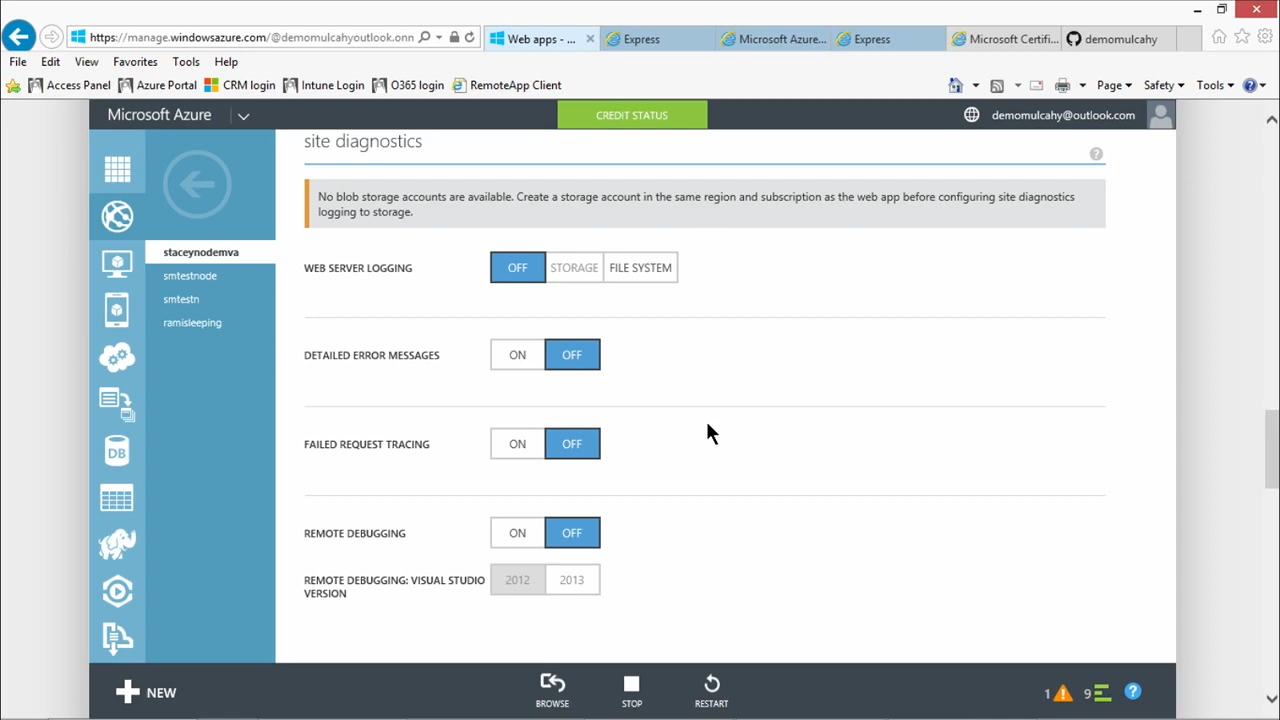 https://manage.windowsazure.com/@demomulcahyoutlook.onn
Web apps - ...
Express
Microsoft Azure...
Express
Microsoft Certifi...
demomulcahy
File Edit View Favorites Tools Help
Access Panel Azure Portal CRM login Intune Login O365 login RemoteApp Client Page Safety Tools
Microsoft Azure CREDIT STATUS demomulcahy@outlook.com
site diagnostics
?
No blob storage accounts are available. Create a storage account in the same region and subscription as the web app before configuring site diagnostics
logging to storage.
staceynodemva
smtestnode
smtestn
ramisleeping
DB
WEB SERVER LOGGING OFF STORAGE FILE SYSTEM
DETAILED ERROR MESSAGES ON OFF
FAILED REQUEST TRACING ON OFF
REMOTE DEBUGGING ON OFF
REMOTE DEBUGGING: VISUAL STUDIO 2012 2013
VERSION
NEW
BROWSE STOP RESTART
1 9 ?